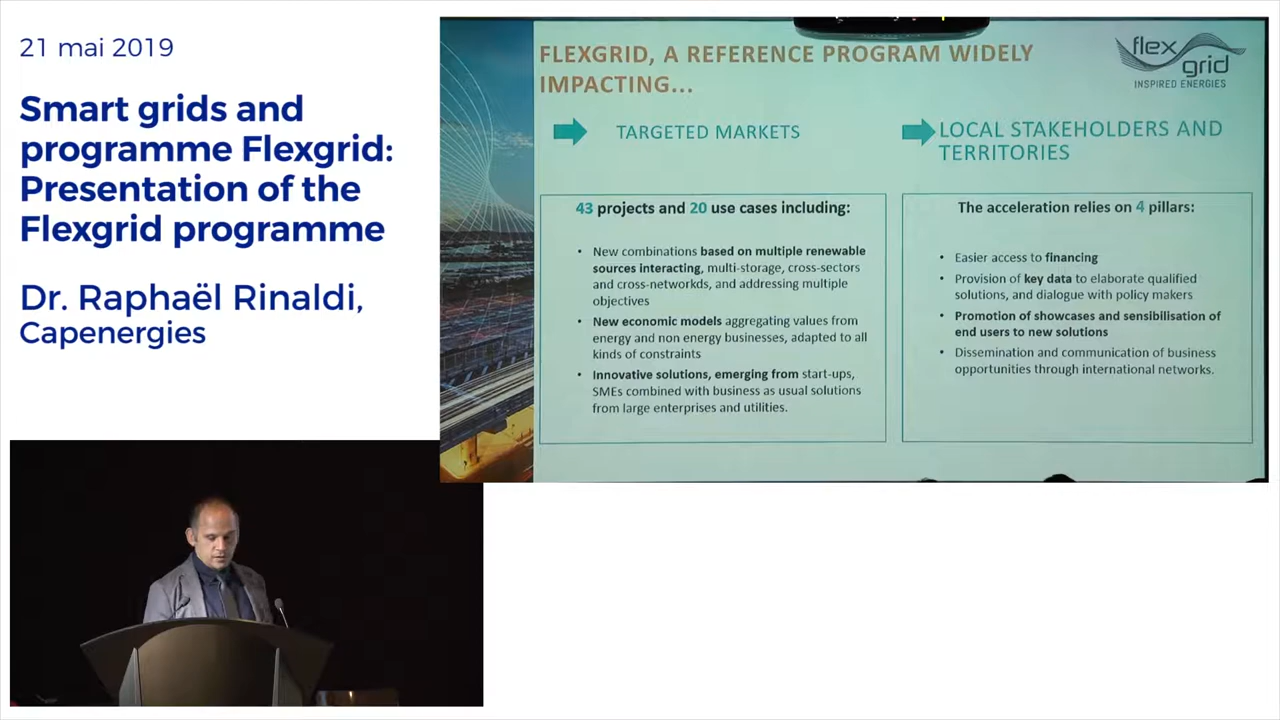 21 mai 2019
Smart grids and
programme Flexgrid:
Presentation of the
Flexgrid programme
Dr. Raphaël Rinaldi,
Capenergies
FLEXGRID, A REFERENCE PROGRAM WIDELY
IMPACTING...
flex
grid
INSPIRED ENERGIES
TARGETED MARKETS
43 projects and 20 use cases including:
• New combinations based on multiple renewable
sources interacting, multi-storage, cross-sectors
and cross-networkds, and addressing multiple
objectives
• New economic models aggregating values from
energy and non energy businesses, adapted to all
kinds of constraints
• Innovative solutions, emerging from start-ups,
SMEs combined with business as usual solutions
from large enterprises and utilities.
LOCAL STAKEHOLDERS AND
TERRITORIES
The acceleration relies on 4 pillars:
• Easier access to financing
• Provision of key data to elaborate qualified
solutions, and dialogue with policy makers
• Promotion of showcases and sensibilisation of
end users to new solutions
• Dissemination and communication of business
opportunities through international networks.